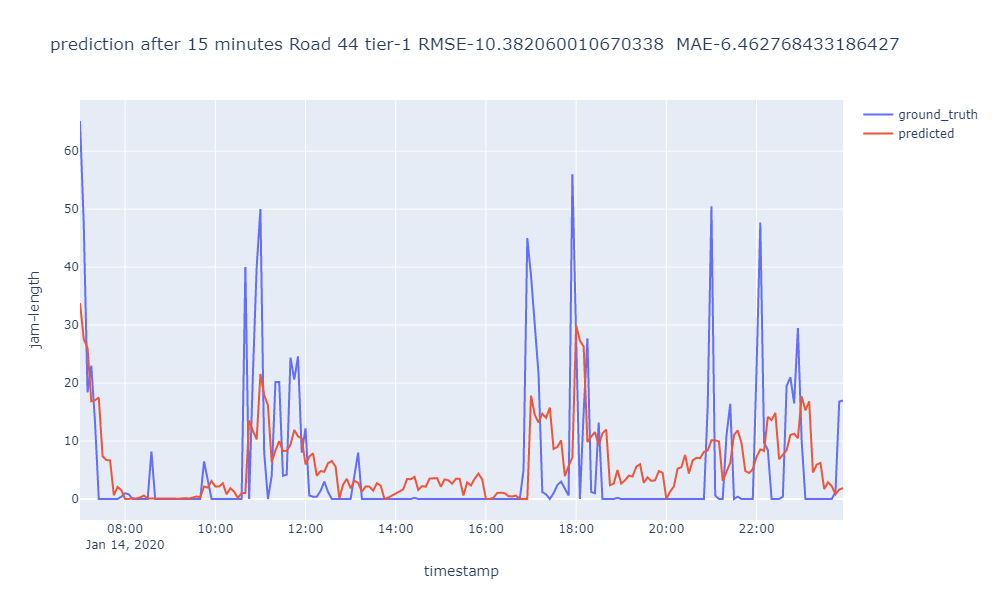 prediction after 15 minutes Road 44 tier-1 RMSE-10.382060010670338  MAE-6.462768433186427
ground_truth
predicted
60
50
40
30
20
10
0
jam-length
08:00 10:00 12:00 14:00 16:00 18:00 20:00 22:00
Jan 14, 2020
timestamp